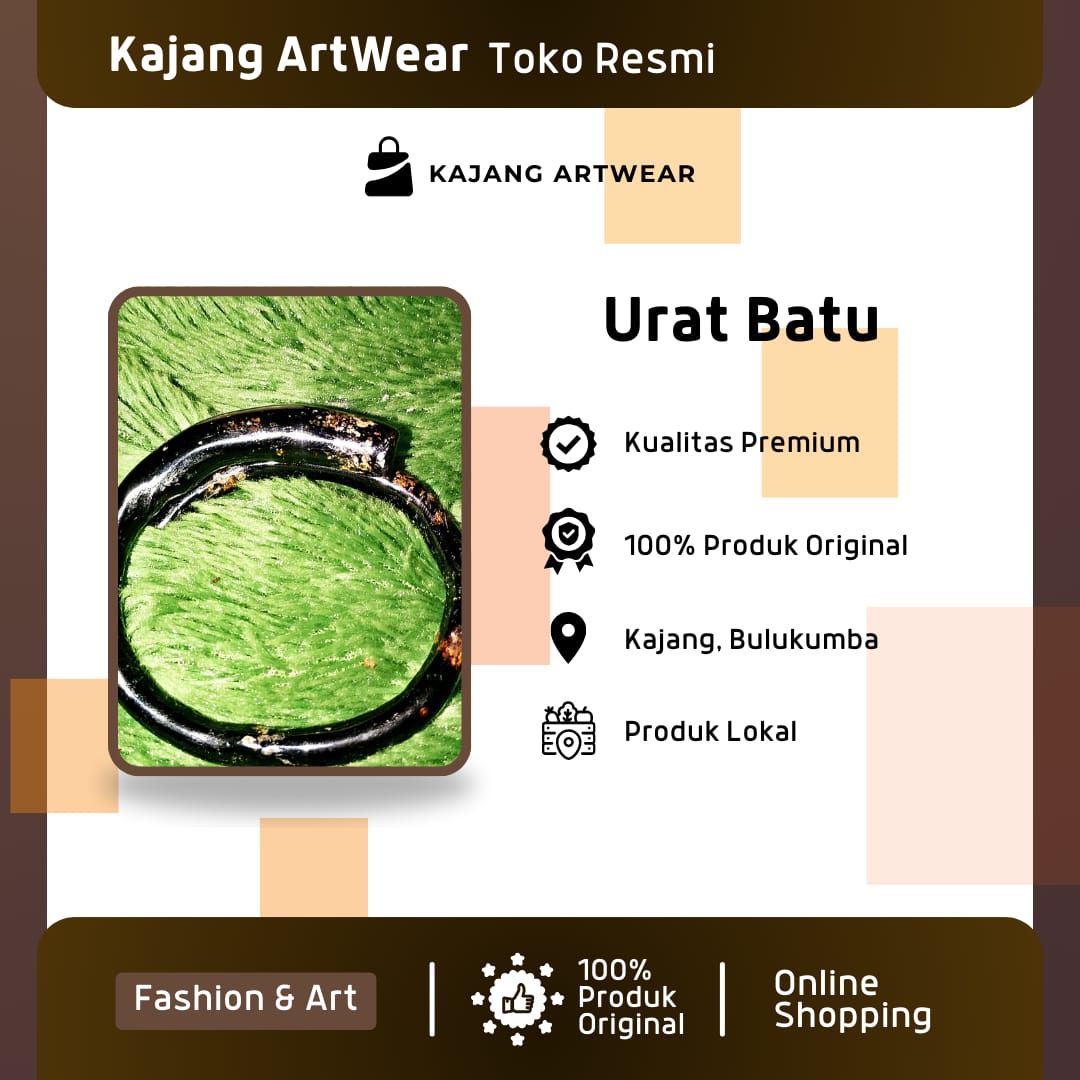 Kajang ArtWear Toko Resmi
KAJANG ARTWEAR
Urat Batu
Kualitas Premium
100% Produk Original
Kajang, Bulukumba
Produk Lokal
Fashion & Art
100%
Produk
Original
Online
Shopping